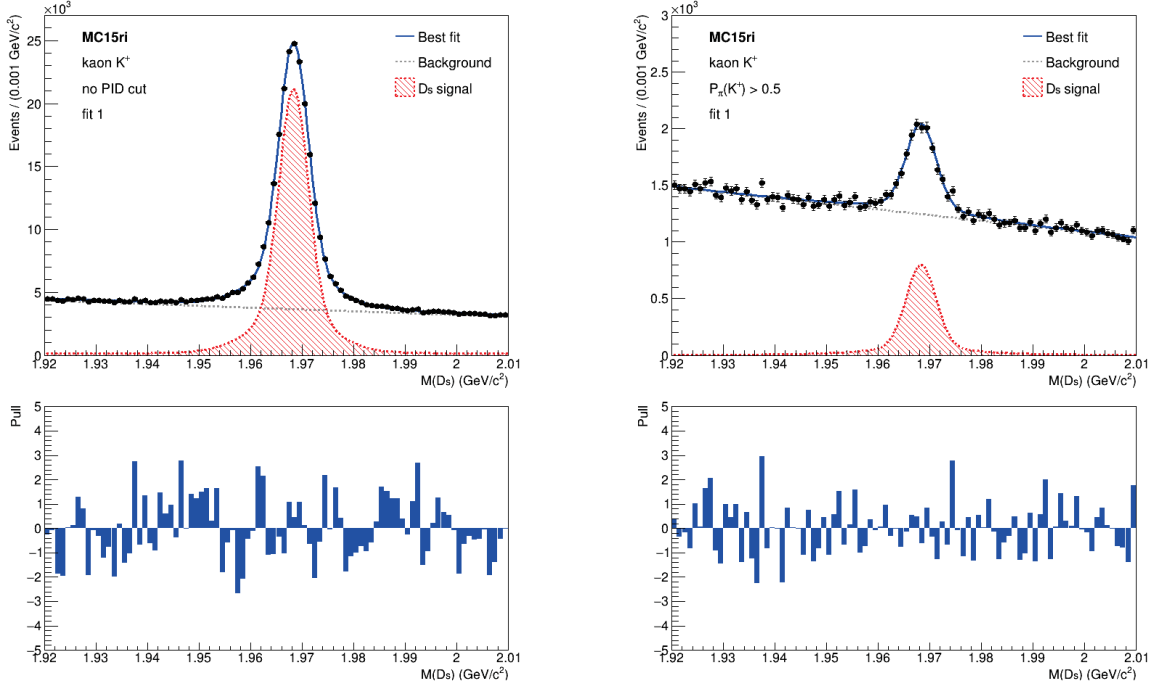 ×10³
Events / (0.001 GeV/c²)
25
20
15
10
5
0
MC15ri
kaon K⁺
no PID cut
fit 1
Best fit
Background
Ds signal
1.92 1.93 1.94 1.95 1.96 1.97 1.98 1.99 2 2.01
M(Ds) (GeV/c²)
×10³
Events / (0.001 GeV/c²)
3
2.5
2
1.5
1
0.5
0
MC15ri
kaon K⁺
Pπ(K⁺) > 0.5
fit 1
Best fit
Background
Ds signal
1.92 1.93 1.94 1.95 1.96 1.97 1.98 1.99 2 2.01
M(Ds) (GeV/c²)
Pull
5
4
3
2
1
0
−1
−2
−3
−4
−5
1.92 1.93 1.94 1.95 1.96 1.97 1.98 1.99 2 2.01
M(Ds) (GeV/c²)
Pull
5
4
3
2
1
0
−1
−2
−3
−4
−5
1.92 1.93 1.94 1.95 1.96 1.97 1.98 1.99 2 2.01
M(Ds) (GeV/c²)